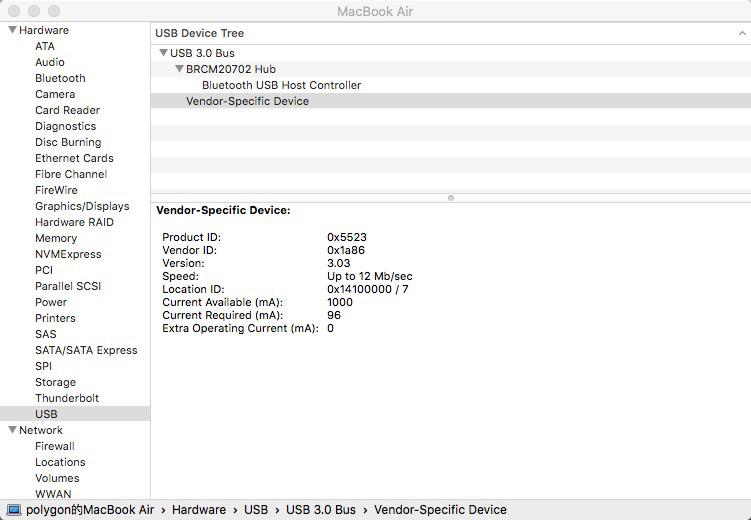 MacBook Air
Hardware
ATA
Audio
Bluetooth
Camera
Card Reader
Diagnostics
Disc Burning
Ethernet Cards
Fibre Channel
FireWire
Graphics/Displays
Hardware RAID
Memory
NVMExpress
PCI
Parallel SCSI
Power
Printers
SAS
SATA/SATA Express
SPI
Storage
Thunderbolt
USB
Network
Firewall
Locations
Volumes
WWAN
USB Device Tree
USB 3.0 Bus
BRCM20702 Hub
Bluetooth USB Host Controller
Vendor-Specific Device
Vendor-Specific Device:
Product ID: 0x5523
Vendor ID: 0x1a86
Version: 3.03
Speed: Up to 12 Mb/sec
Location ID: 0x14100000 / 7
Current Available (mA): 1000
Current Required (mA): 96
Extra Operating Current (mA): 0
polygon的MacBook Air › Hardware › USB › USB 3.0 Bus › Vendor-Specific Device